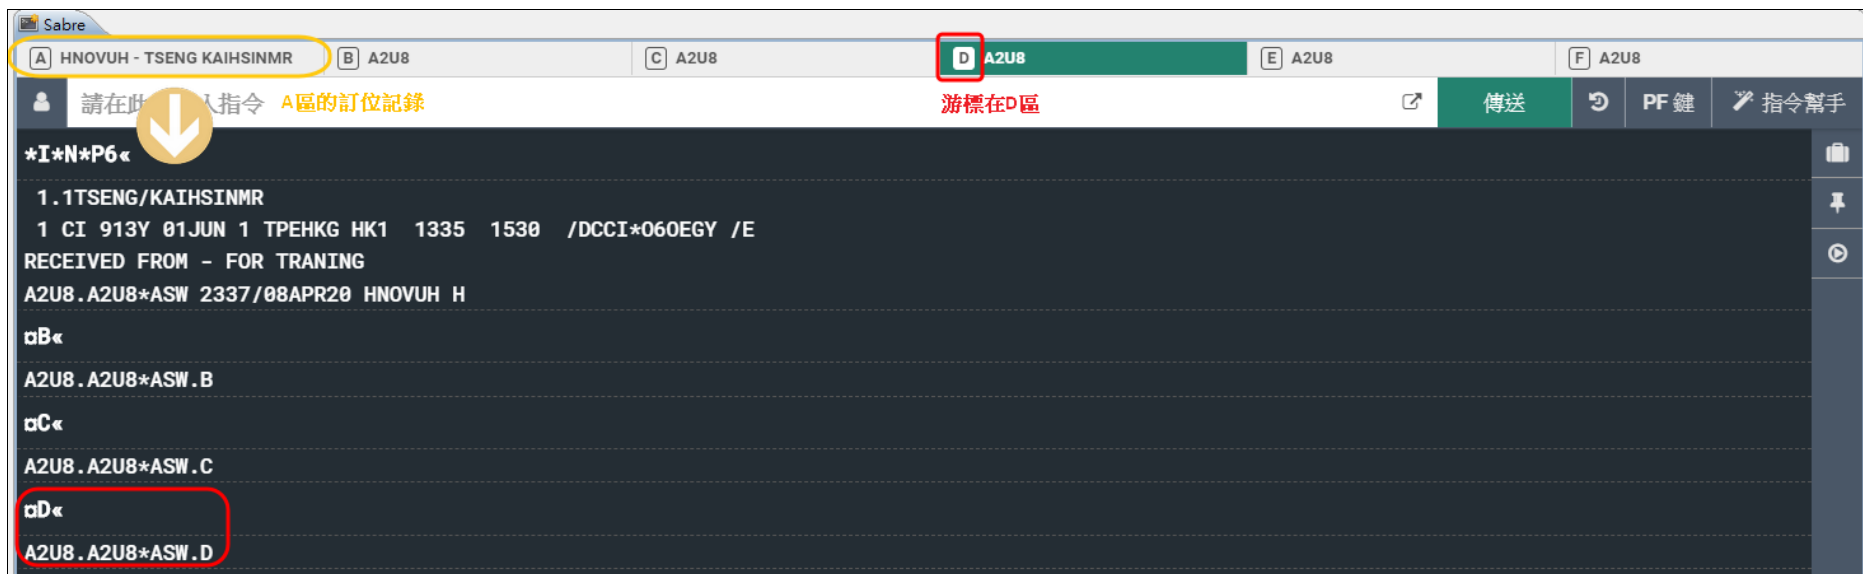 Sabre
A HNOVUH - TSENG KAIHSINMR B A2U8 C A2U8 D A2U8 E A2U8 F A2U8
請在此 人指令 A區的訂位記錄 游標在D區 傳送 PF 鍵 指令幫手
*I*N*P6«
1.1TSENG/KAIHSINMR
1 CI 913Y 01JUN 1 TPEHKG HK1 1335 1530 /DCCI*O6OEGY /E
RECEIVED FROM - FOR TRANING
A2U8.A2U8*ASW 2337/08APR20 HNOVUH H
¤B«
A2U8.A2U8*ASW.B
¤C«
A2U8.A2U8*ASW.C
¤D«
A2U8.A2U8*ASW.D